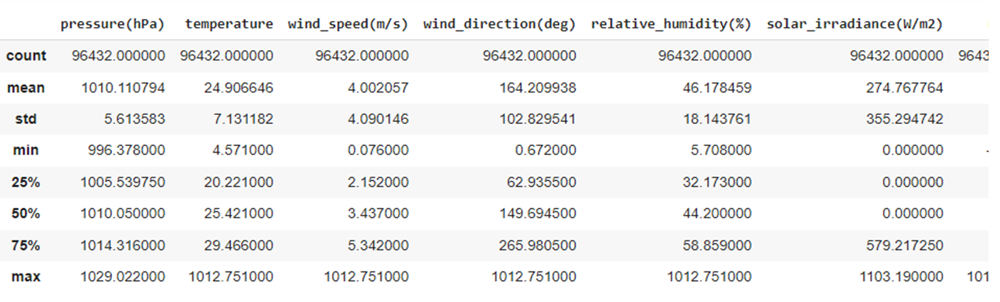 pressure(hPa) temperature wind_speed(m/s) wind_direction(deg) relative_humidity(%) solar_irradiance(W/m2)
count 96432.000000 96432.000000 96432.000000 96432.000000 96432.000000 96432.000000 9643
mean 1010.110794 24.906646 4.002057 164.209938 46.178459 274.767764
std 5.613583 7.131182 4.090146 102.829541 18.143761 355.294742
min 996.378000 4.571000 0.076000 0.672000 5.708000 0.000000 -
25% 1005.539750 20.221000 2.152000 62.935500 32.173000 0.000000
50% 1010.050000 25.421000 3.437000 149.694500 44.200000 0.000000
75% 1014.316000 29.466000 5.342000 265.980500 58.859000 579.217250
max 1029.022000 1012.751000 1012.751000 1012.751000 1012.751000 1103.190000 101